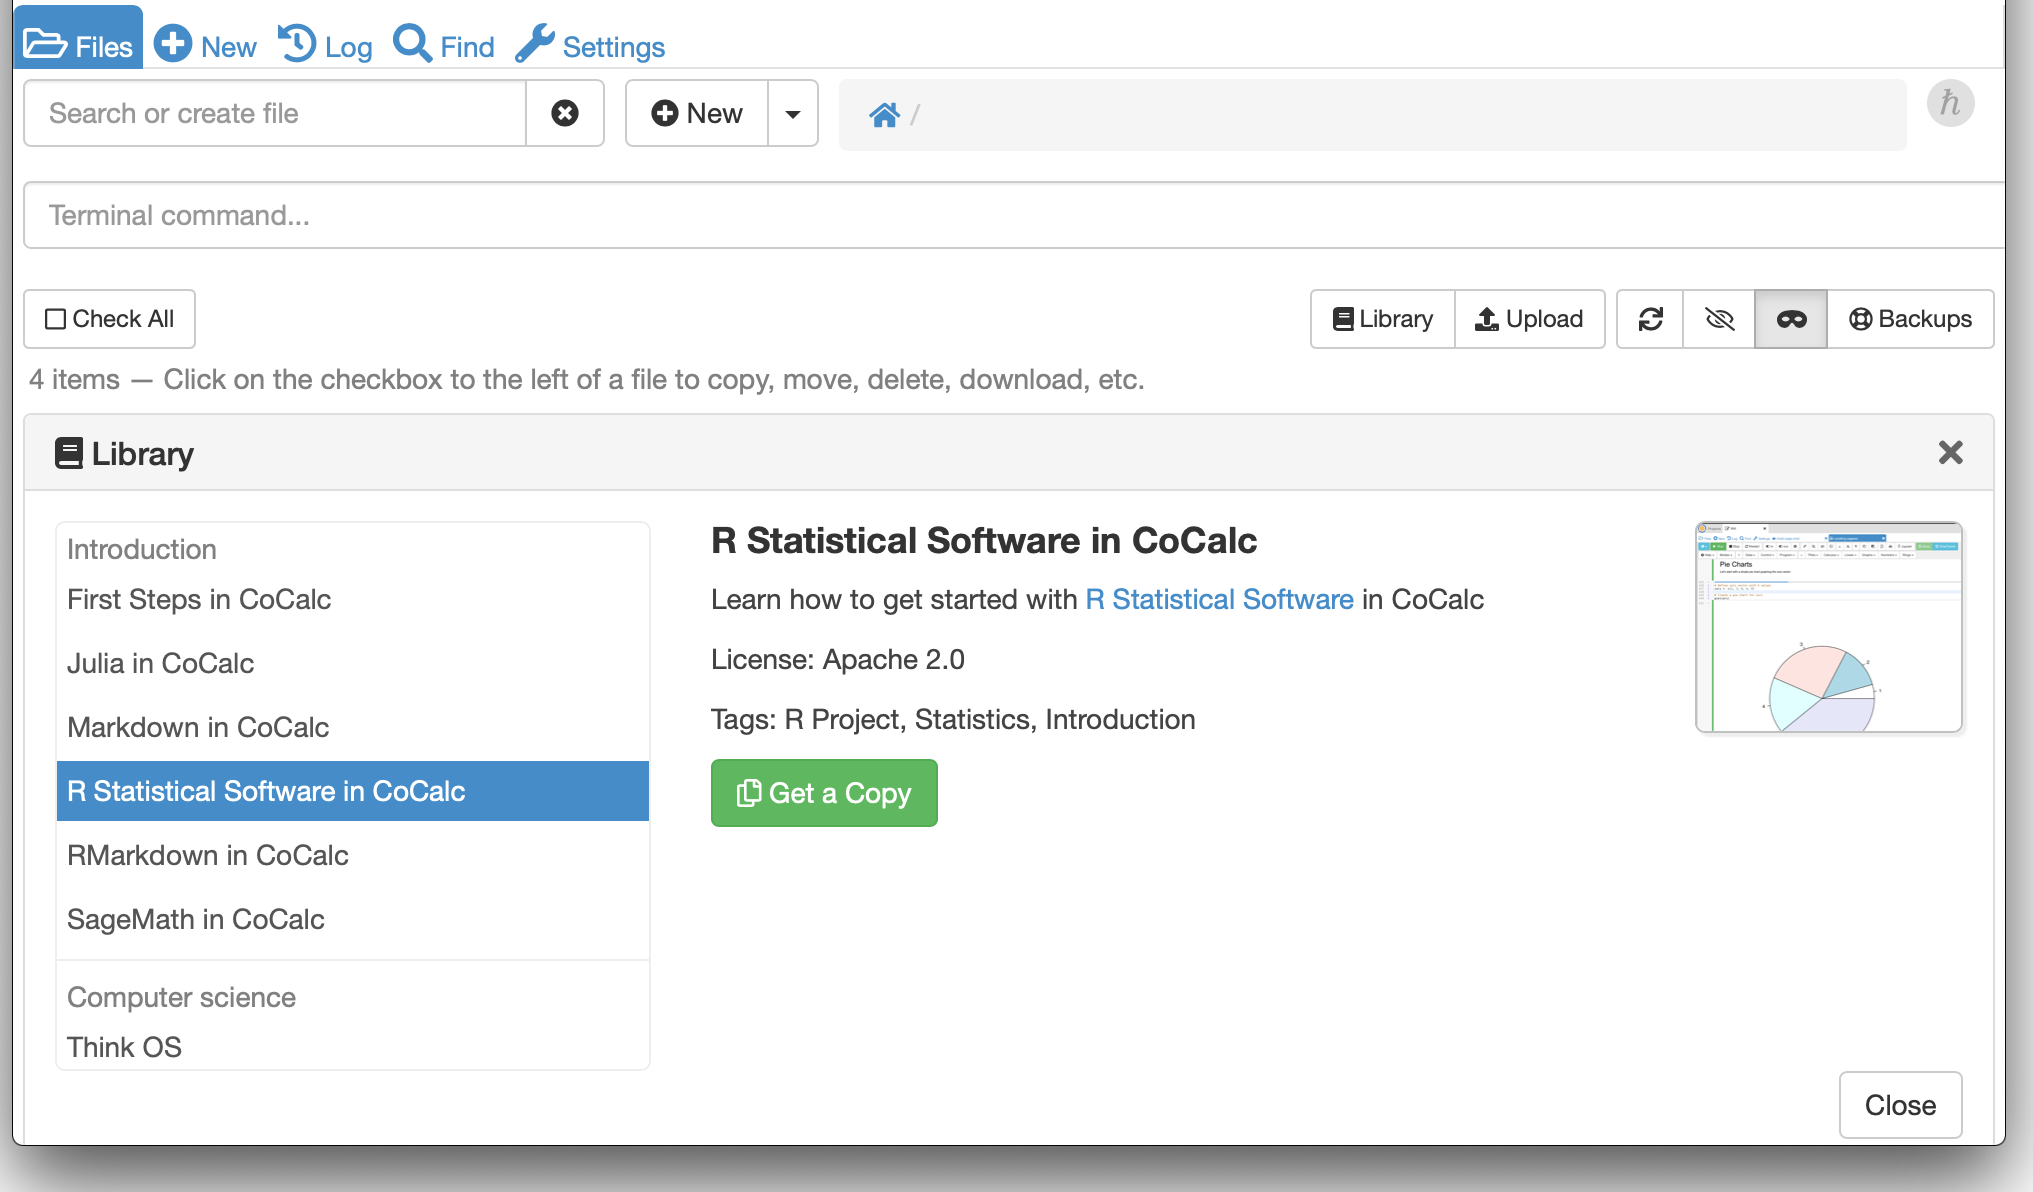 Files New Log Find Settings
Search or create file New / ħ
Terminal command...
Check All Library Upload Backups
4 items — Click on the checkbox to the left of a file to copy, move, delete, download, etc.
Library
Introduction
First Steps in CoCalc
Julia in CoCalc
Markdown in CoCalc
R Statistical Software in CoCalc
RMarkdown in CoCalc
SageMath in CoCalc
Computer science
Think OS
R Statistical Software in CoCalc
Learn how to get started with R Statistical Software in CoCalc
License: Apache 2.0
Tags: R Project, Statistics, Introduction
Get a Copy
Pie Charts
Close